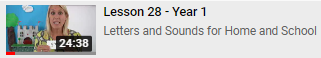 Lesson 28 - Year 1
Letters and Sounds for Home and School
24:38